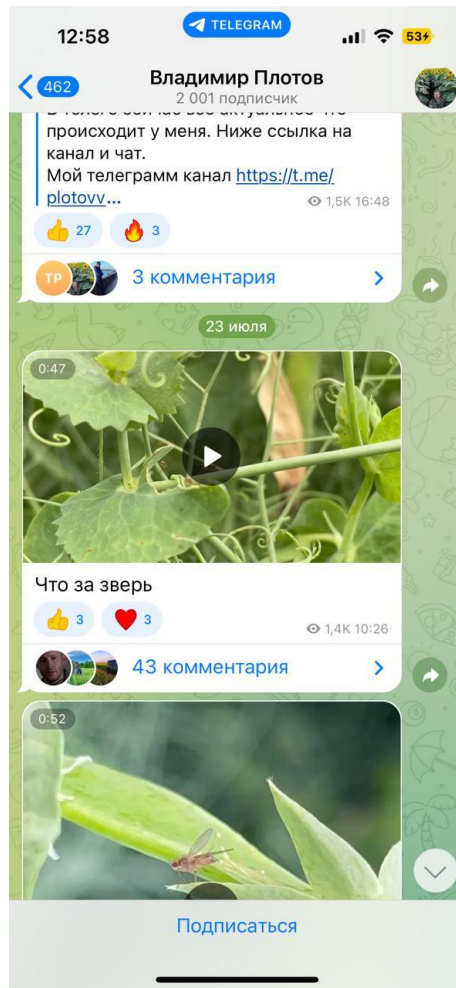 12:58
TELEGRAM
53
462
Владимир Плотов
2 001 подписчик
происходит у меня. Ниже ссылка на
канал и чат.
Мой телеграмм канал https://t.me/
plotovv...
1,5K 16:48
27
3
TP
3 комментария
23 июля
0:47
Что за зверь
3
3
1,4K 10:26
43 комментария
0:52
Подписаться